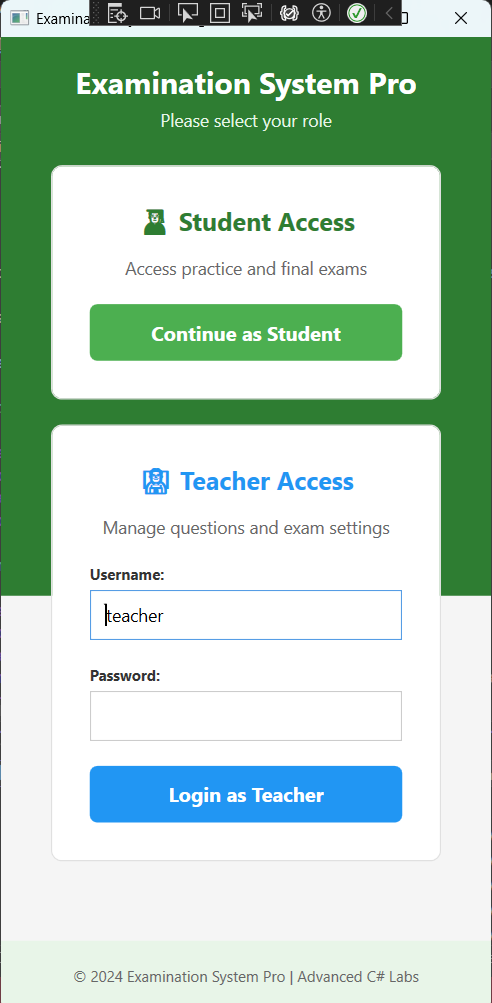 Examina
Examination System Pro
Please select your role
Student Access
Access practice and final exams
Continue as Student
Teacher Access
Manage questions and exam settings
Username:
teacher
Password:
Login as Teacher
© 2024 Examination System Pro | Advanced C# Labs